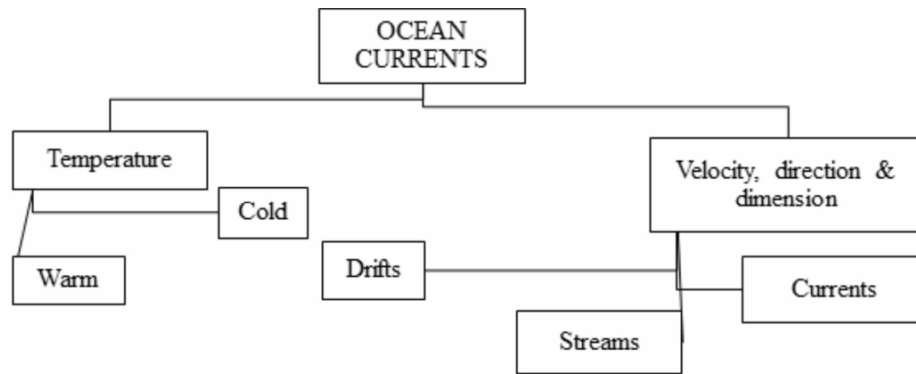 OCEAN
CURRENTS
Temperature
Velocity, direction &
dimension
Cold
Warm
Drifts
Currents
Streams